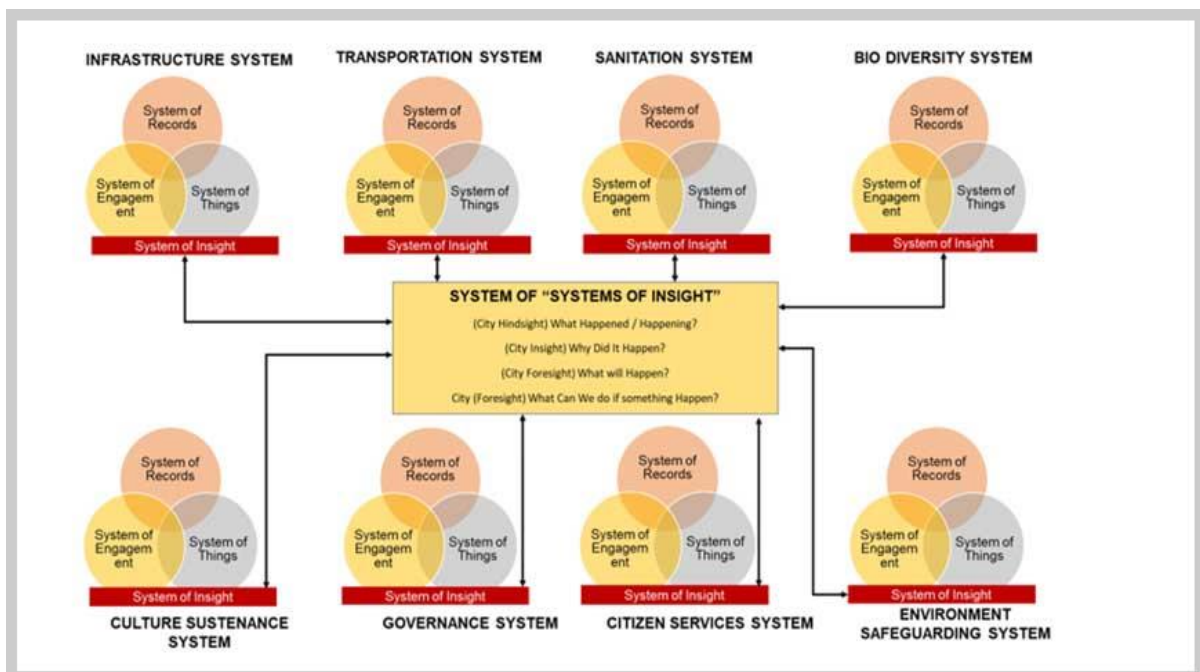 INFRASTRUCTURE SYSTEM
TRANSPORTATION SYSTEM
SANITATION SYSTEM
BIO DIVERSITY SYSTEM
System of
Records
System of
Engagem
ent
System of
Things
System of Insight
System of
Records
System of
Engagem
ent
System of
Things
System of Insight
System of
Records
System of
Engagem
ent
System of
Things
System of Insight
System of
Records
System of
Engagem
ent
System of
Things
System of Insight
SYSTEM OF “SYSTEMS OF INSIGHT”
(City Hindsight) What Happened / Happening?
(City Insight) Why Did It Happen?
(City Foresight) What will Happen?
City (Foresight) What Can We do if something Happen?
System of
Records
System of
Engagem
ent
System of
Things
System of Insight
CULTURE SUSTENANCE
SYSTEM
System of
Records
System of
Engagem
ent
System of
Things
System of Insight
GOVERNANCE SYSTEM
System of
Records
System of
Engagem
ent
System of
Things
System of Insight
CITIZEN SERVICES SYSTEM
System of
Records
System of
Engagem
ent
System of
Things
System of Insight
ENVIRONMENT
SAFEGUARDING SYSTEM